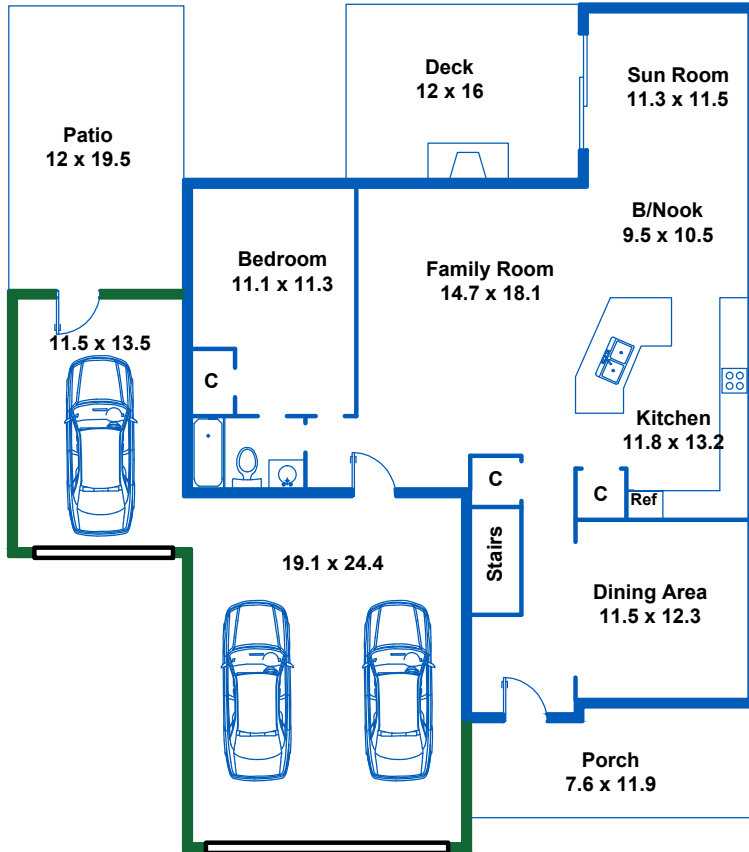 Deck
12 x 16
Sun Room
11.3 x 11.5
Patio
12 x 19.5
B/Nook
9.5 x 10.5
Bedroom
11.1 x 11.3
Family Room
14.7 x 18.1
11.5 x 13.5
C
Kitchen
11.8 x 13.2
C
C
Ref
Stairs
19.1 x 24.4
Dining Area
11.5 x 12.3
Porch
7.6 x 11.9